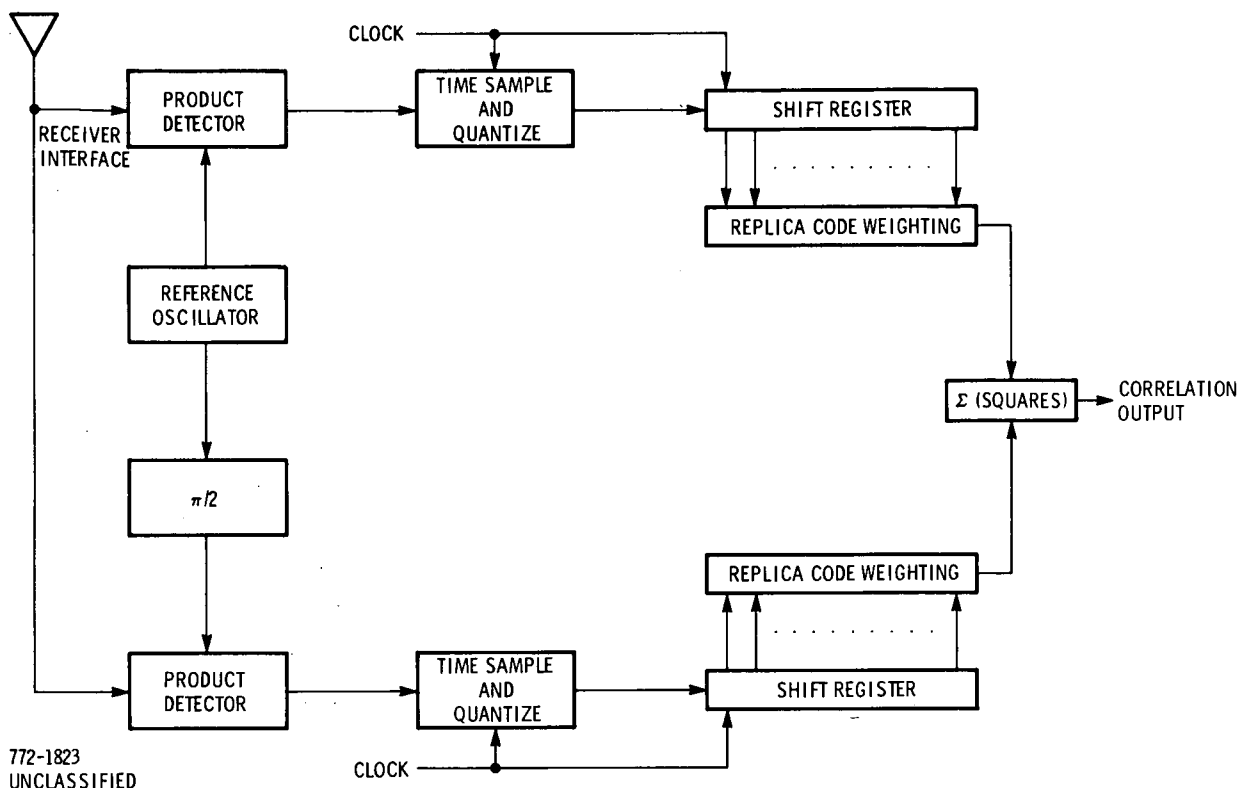 CLOCK
PRODUCT
DETECTOR
TIME SAMPLE
AND
QUANTIZE
SHIFT REGISTER
RECEIVER
INTERFACE
. . . . . . . . . .
REPLICA CODE WEIGHTING
REFERENCE
OSCILLATOR
Σ (SQUARES)
CORRELATION
OUTPUT
π/2
REPLICA CODE WEIGHTING
. . . . . . . . . .
PRODUCT
DETECTOR
TIME SAMPLE
AND
QUANTIZE
SHIFT REGISTER
CLOCK
772-1823
UNCLASSIFIED